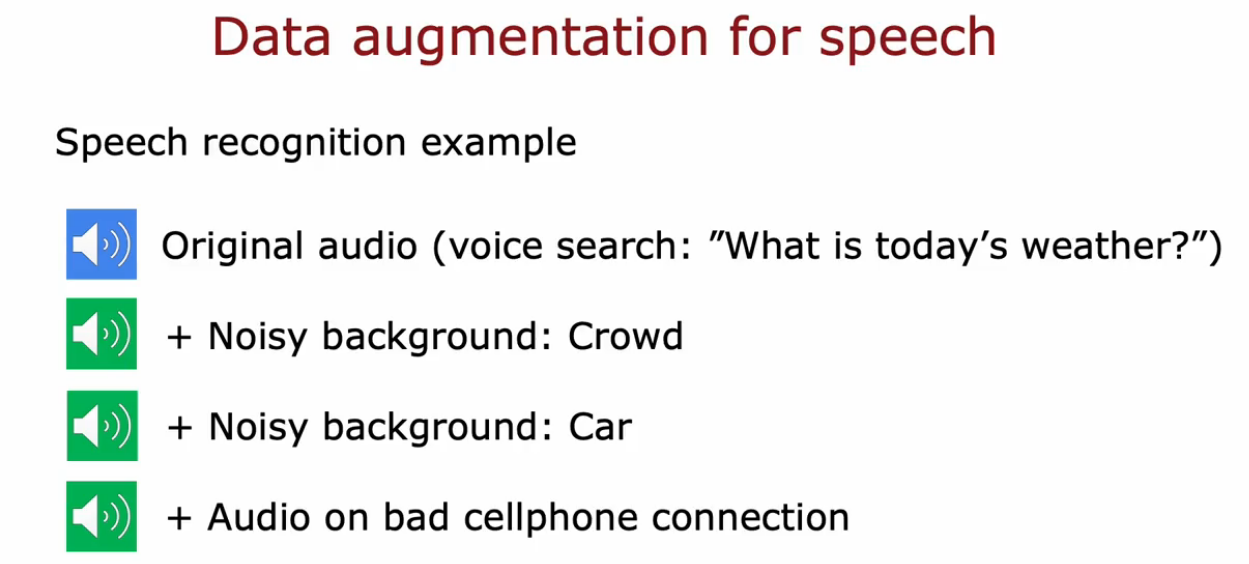 Data augmentation for speech
Speech recognition example
Original audio (voice search: ”What is today’s weather?”)
+ Noisy background: Crowd
+ Noisy background: Car
+ Audio on bad cellphone connection